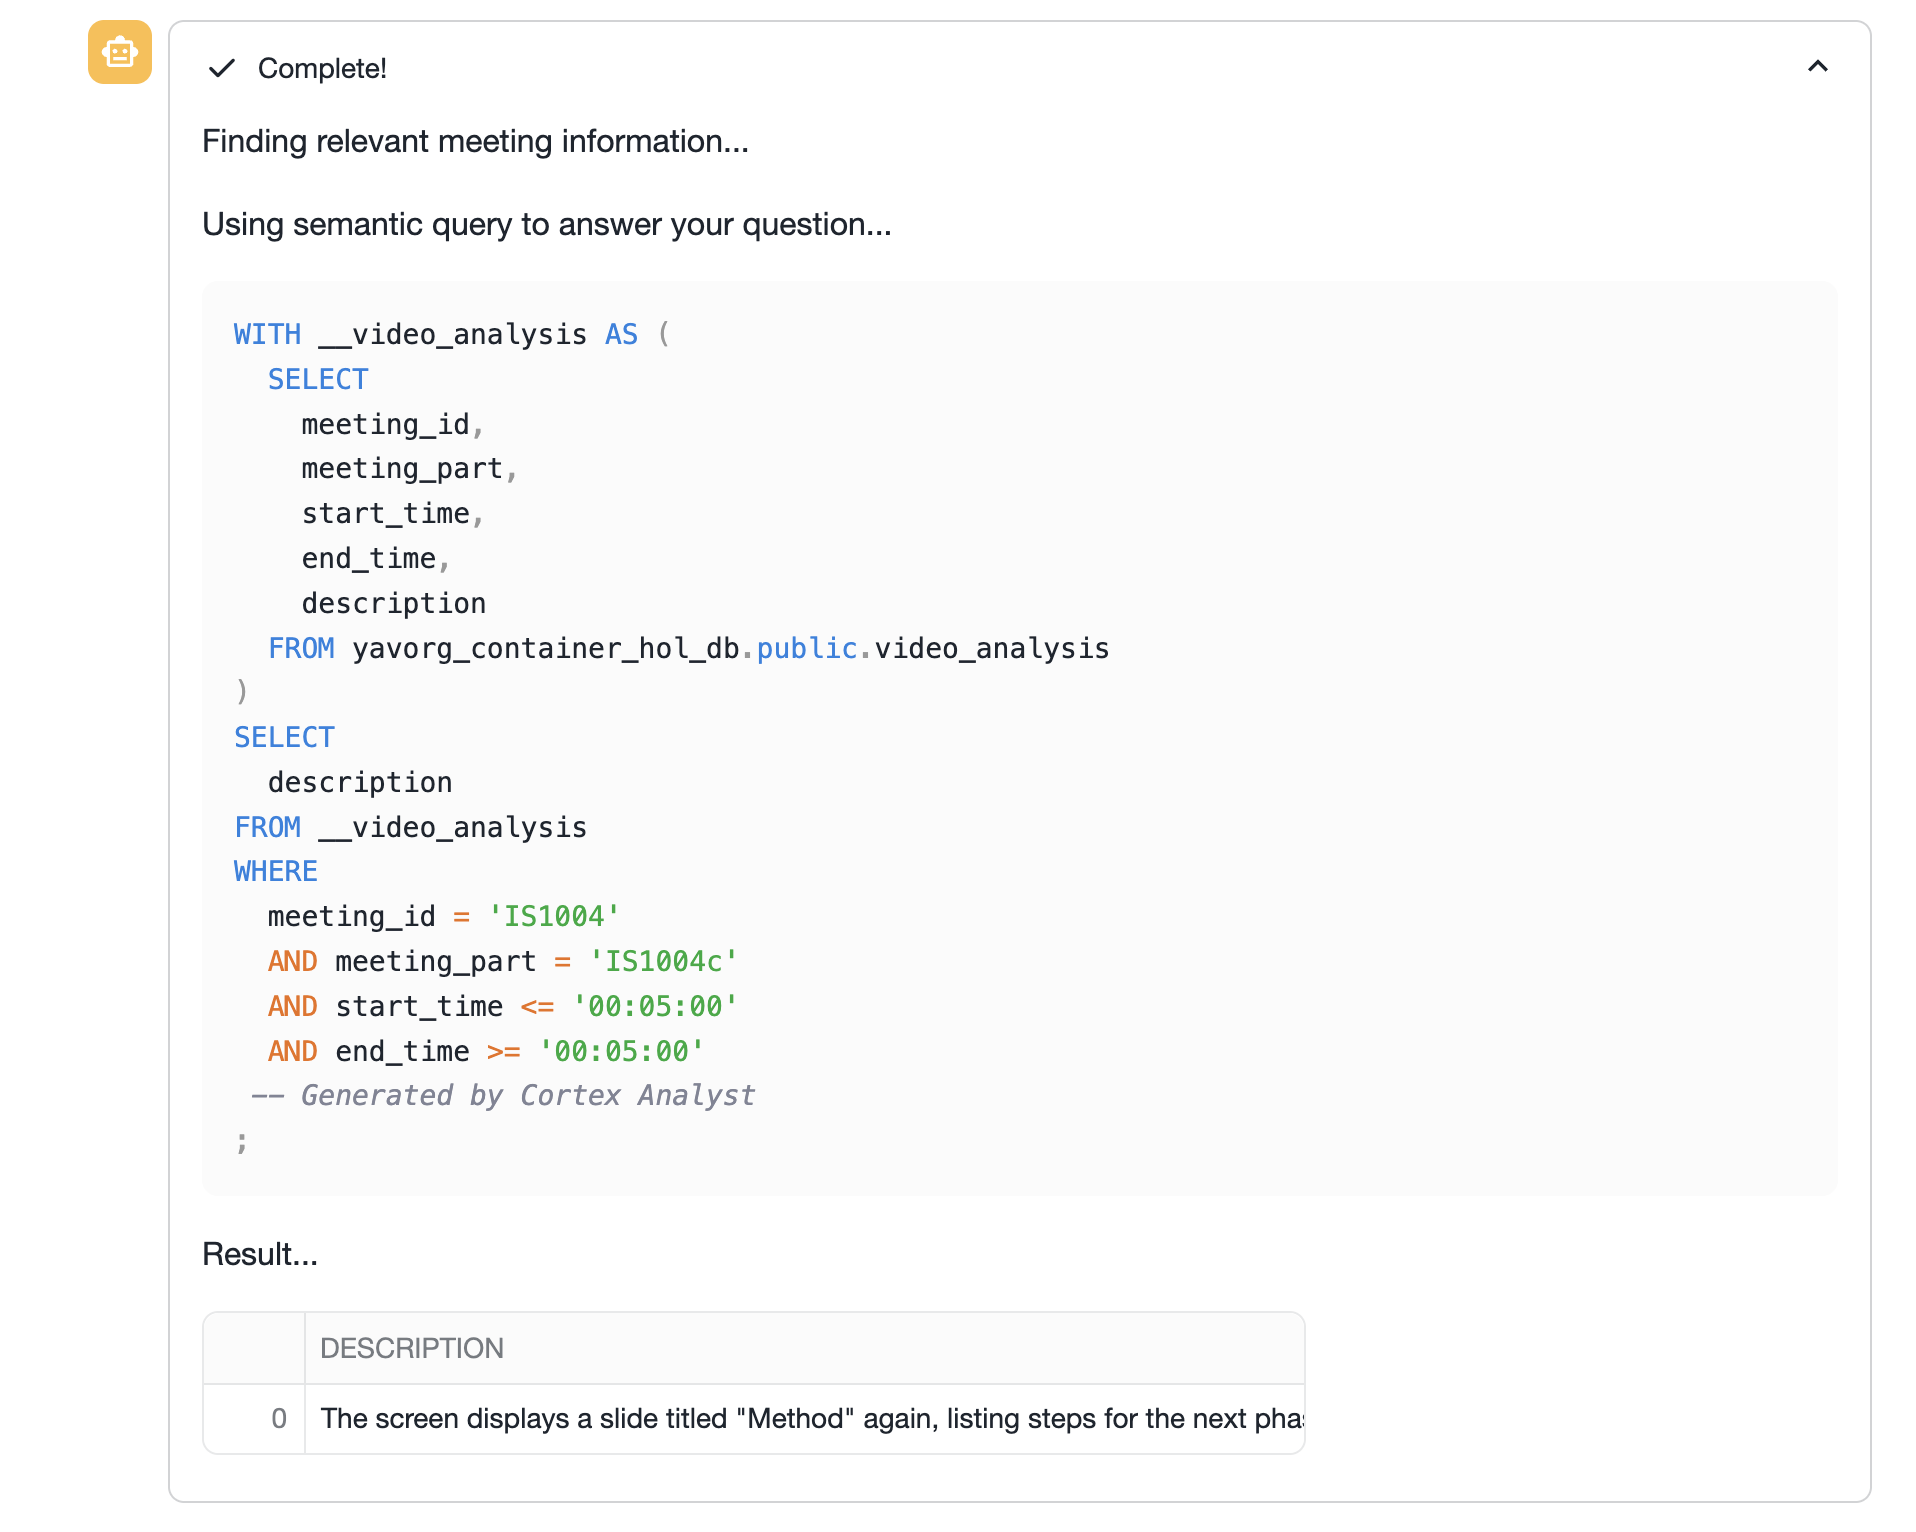 Complete!
Finding relevant meeting information...
Using semantic query to answer your question...
WITH __video_analysis AS (
  SELECT
    meeting_id,
    meeting_part,
    start_time,
    end_time,
    description
  FROM yavorg_container_hol_db.public.video_analysis
)
SELECT
  description
FROM __video_analysis
WHERE
  meeting_id = 'IS1004'
  AND meeting_part = 'IS1004c'
  AND start_time <= '00:05:00'
  AND end_time >= '00:05:00'
 -- Generated by Cortex Analyst
;
Result...
DESCRIPTION
0 The screen displays a slide titled "Method" again, listing steps for the next